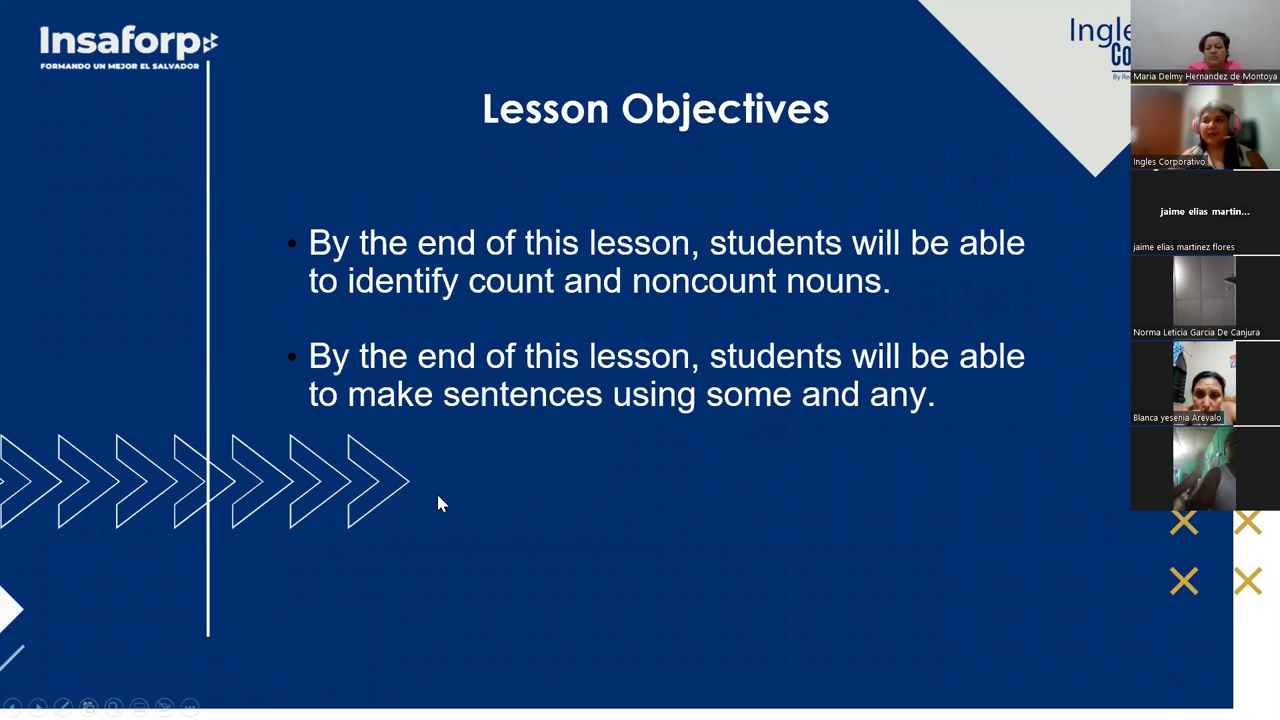 Insaforp
FORMANDO UN MEJOR EL SALVADOR
Lesson Objectives
• By the end of this lesson, students will be able
to identify count and noncount nouns.
• By the end of this lesson, students will be able
to make sentences using some and any.
Maria Delmy Hernandez de Montoya
Ingles Corporativo
jaime elias martin...
jaime elias martinez flores
Norma Leticia Garcia De Canjura
Blanca yesenia Arevalo